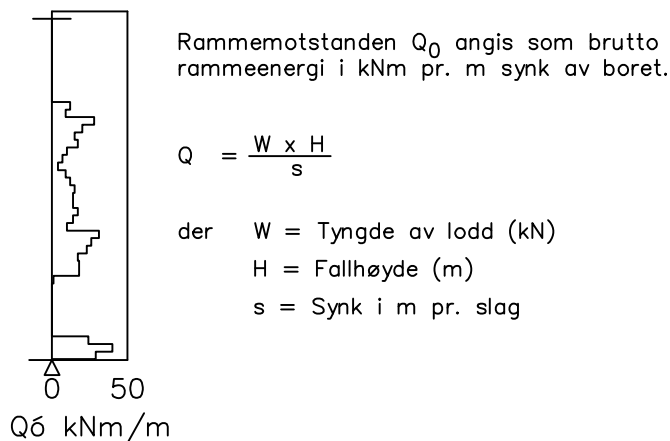 Rammemotstanden Q0 angis som brutto
rammeenergi i kNm pr. m synk av boret.
Q = W x H
s
der W = Tyngde av lodd (kN)
H = Fallhøyde (m)
s = Synk i m pr. slag
0 50
Qó kNm/m